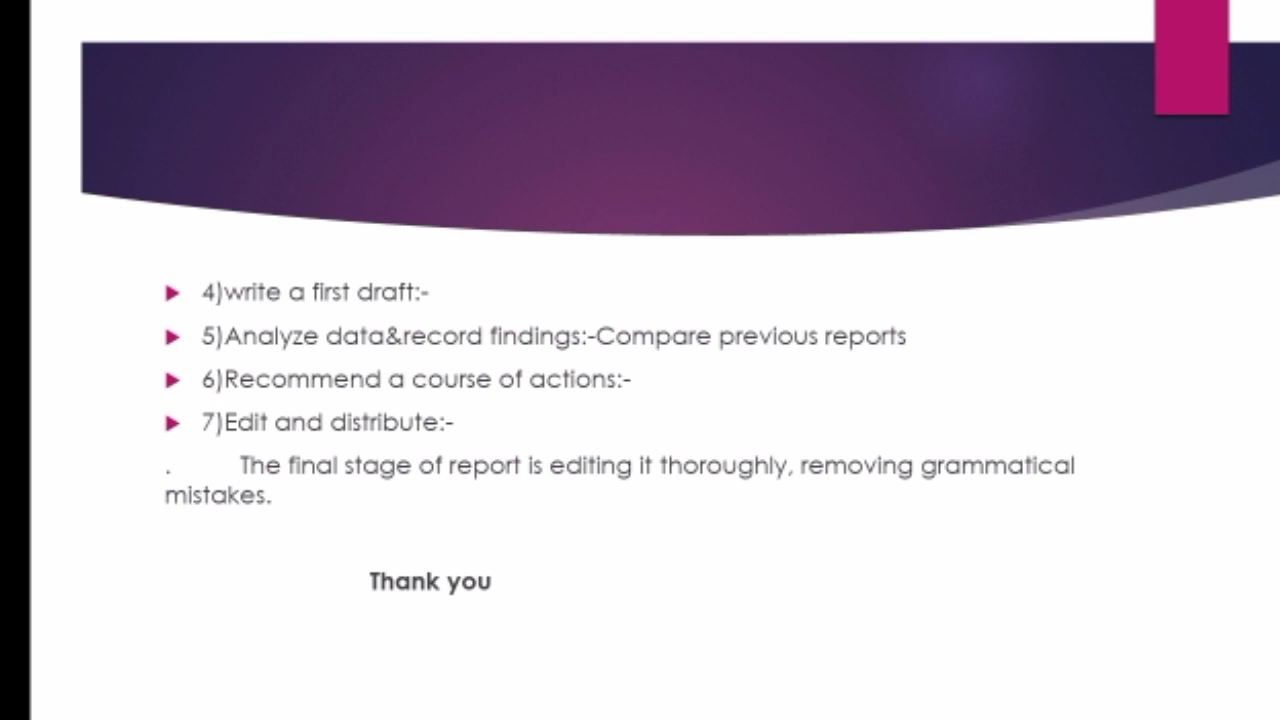 4)write a first draft:-
5)Analyze data&record findings:-Compare previous reports
6)Recommend a course of actions:-
7)Edit and distribute:-
. The final stage of report is editing it thoroughly, removing grammatical
mistakes.
Thank you